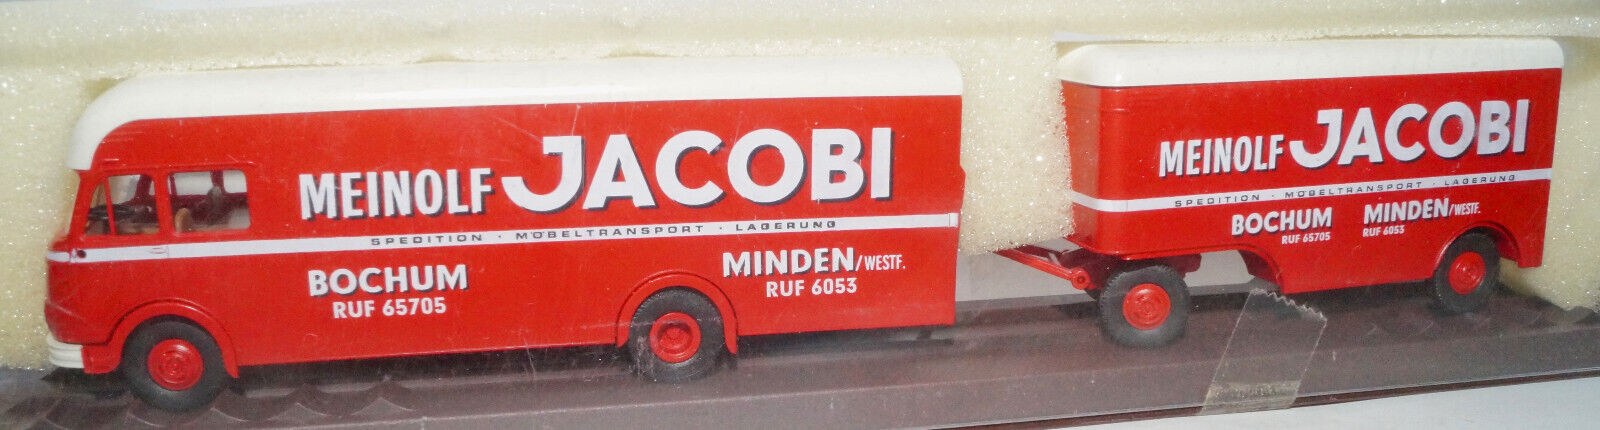 MEINOLF JACOBI
SPEDITION · MÖBELTRANSPORT · LAGERUNG
BOCHUM
RUF 65705
MINDEN/WESTF.
RUF 6053
MEINOLF JACOBI
SPEDITION · MÖBELTRANSPORT · LAGERUNG
BOCHUM
RUF 65705
MINDEN/WESTF.
RUF 6053